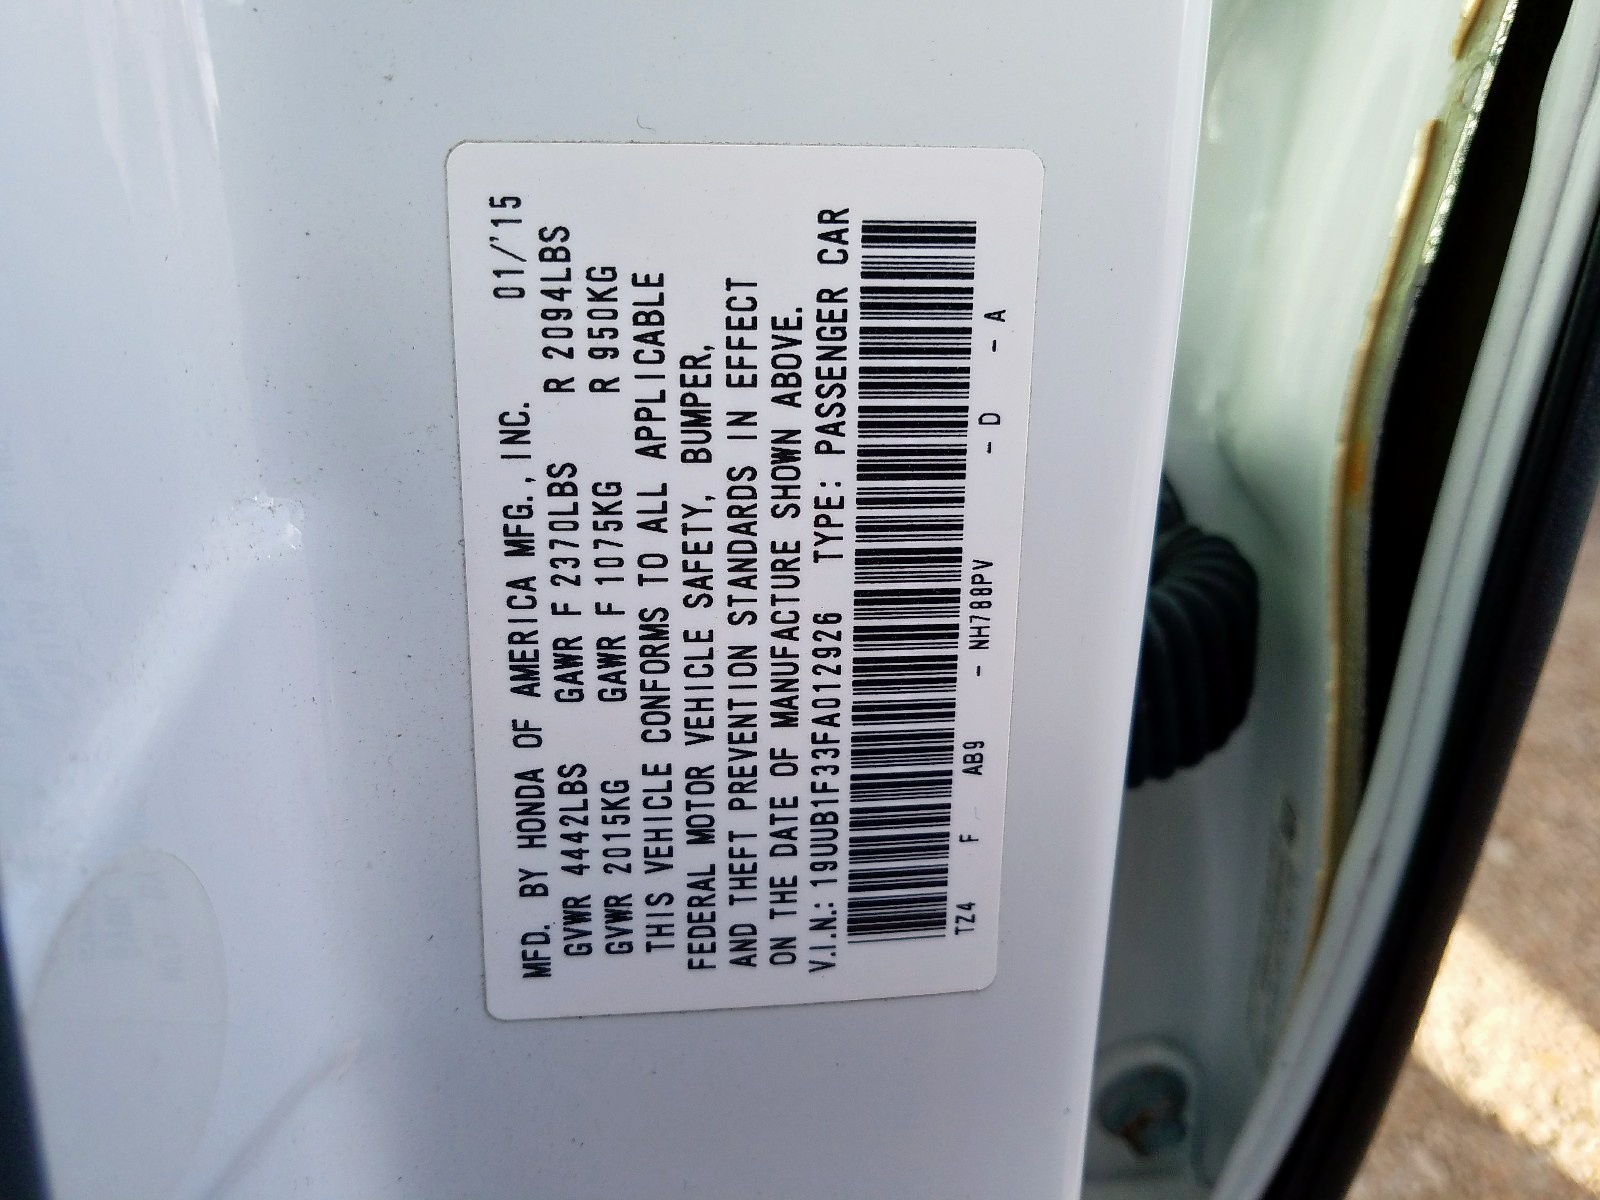 MFD. BY HONDA OF AMERICA MFG., INC. 01/'15
GVWR 4442LBS GAWR F 2370LBS R 2094LBS
GVWR 2015KG GAWR F 1075KG R 950KG
THIS VEHICLE CONFORMS TO ALL APPLICABLE
FEDERAL MOTOR VEHICLE SAFETY, BUMPER,
AND THEFT PREVENTION STANDARDS IN EFFECT
ON THE DATE OF MANUFACTURE SHOWN ABOVE.
V.I.N.: 19UUB1F33FA012926 TYPE: PASSENGER CAR
TZ4 F AB9 - NH788PV - D - A